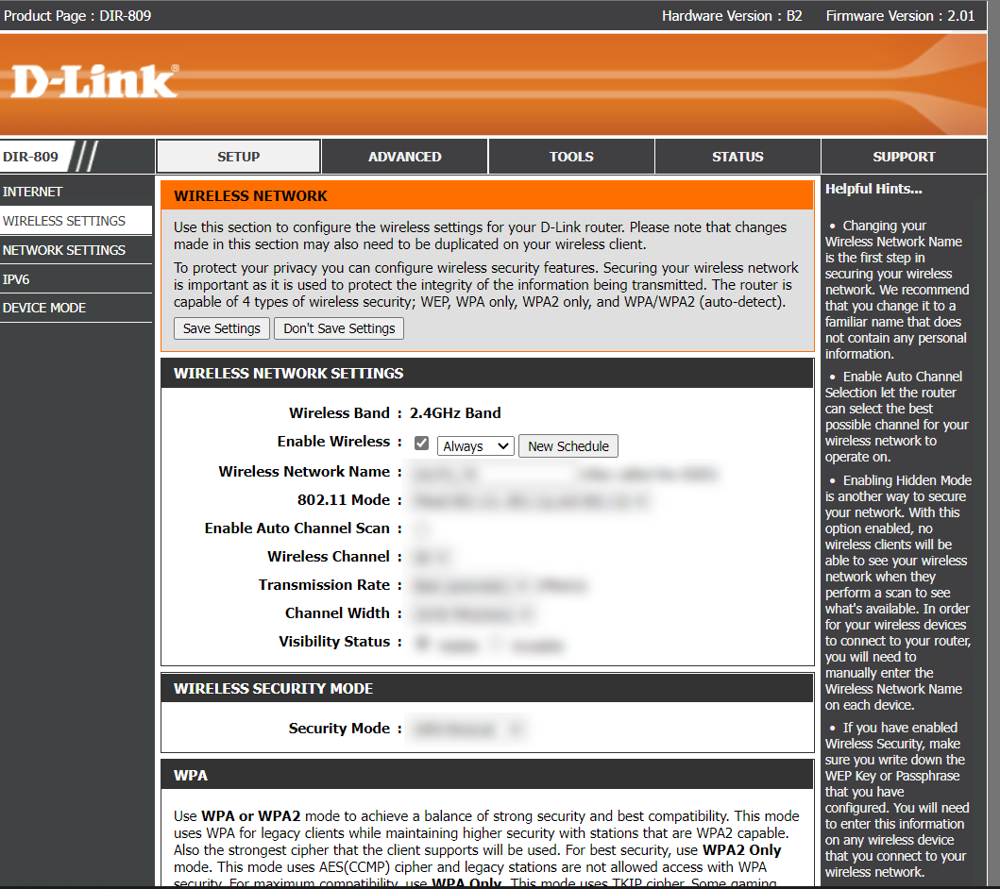 Product Page : DIR-809
Hardware Version : B2
Firmware Version : 2.01
D-Link®
DIR-809
SETUP
ADVANCED
TOOLS
STATUS
SUPPORT
INTERNET
WIRELESS SETTINGS
NETWORK SETTINGS
IPV6
DEVICE MODE
WIRELESS NETWORK
Use this section to configure the wireless settings for your D-Link router. Please note that changes
made in this section may also need to be duplicated on your wireless client.
To protect your privacy you can configure wireless security features. Securing your wireless network
is important as it is used to protect the integrity of the information being transmitted. The router is
capable of 4 types of wireless security; WEP, WPA only, WPA2 only, and WPA/WPA2 (auto-detect).
Save Settings
Don't Save Settings
WIRELESS NETWORK SETTINGS
Wireless Band : 2.4GHz Band
Enable Wireless : Always New Schedule
Wireless Network Name :
802.11 Mode :
Enable Auto Channel Scan :
Wireless Channel :
Transmission Rate :
Channel Width :
Visibility Status :
WIRELESS SECURITY MODE
Security Mode :
WPA
Use WPA or WPA2 mode to achieve a balance of strong security and best compatibility. This mode
uses WPA for legacy clients while maintaining higher security with stations that are WPA2 capable.
Also the strongest cipher that the client supports will be used. For best security, use WPA2 Only
mode. This mode uses AES(CCMP) cipher and legacy stations are not allowed access with WPA
security. For maximum compatibility, use WPA Only. This mode uses TKIP cipher. Some gaming
Helpful Hints...
• Changing your
Wireless Network Name
is the first step in
securing your wireless
network. We recommend
that you change it to a
familiar name that does
not contain any personal
information.
• Enable Auto Channel
Selection let the router
can select the best
possible channel for your
wireless network to
operate on.
• Enabling Hidden Mode
is another way to secure
your network. With this
option enabled, no
wireless clients will be
able to see your wireless
network when they
perform a scan to see
what's available. In order
for your wireless devices
to connect to your router,
you will need to
manually enter the
Wireless Network Name
on each device.
• If you have enabled
Wireless Security, make
sure you write down the
WEP Key or Passphrase
that you have
configured. You will need
to enter this information
on any wireless device
that you connect to your
wireless network.